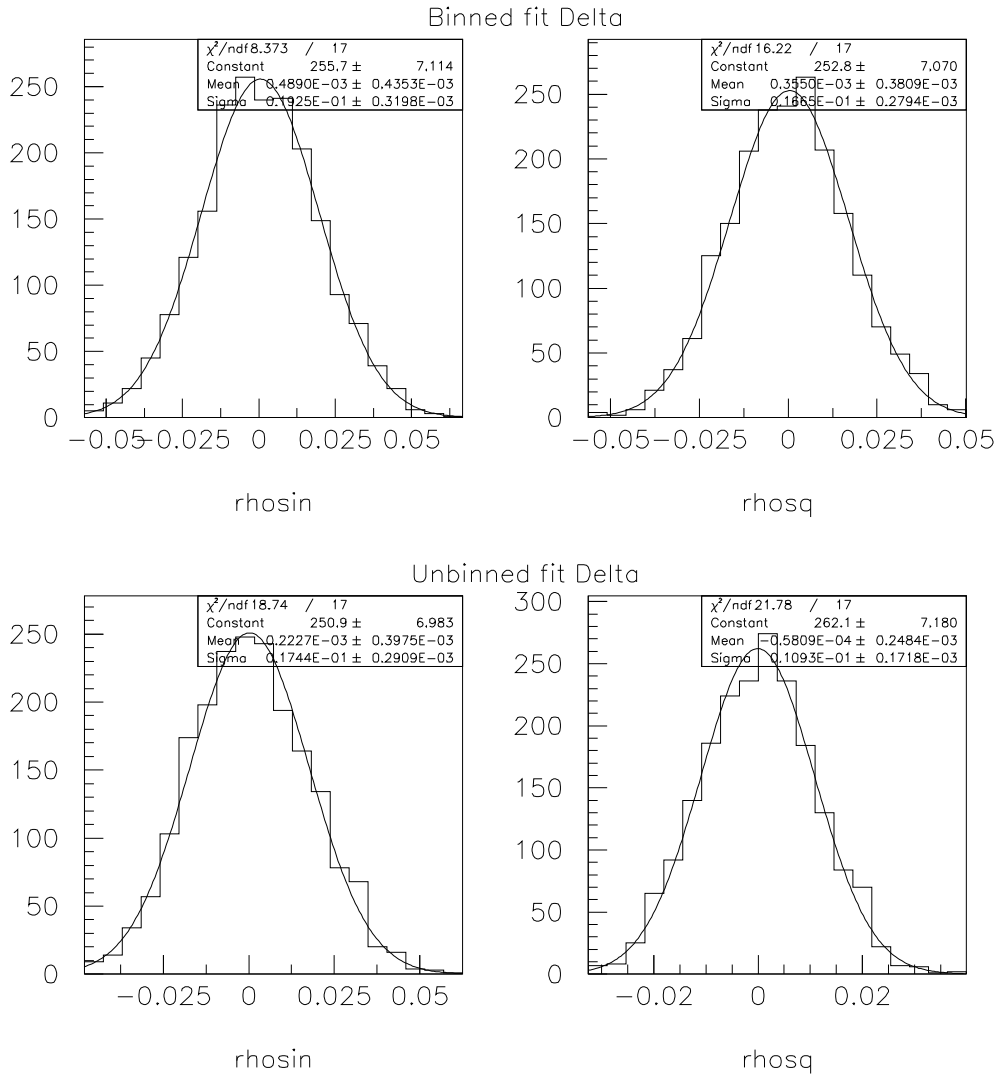 Binned fit Delta
χ²/ndf 8.373 / 17
Constant 255.7 ± 7.114
Mean 0.4890E-03 ± 0.4353E-03
Sigma 0.1925E-01 ± 0.3198E-03
250
200
150
100
50
0
-0.05 -0.025 0 0.025 0.05
rhosin
χ²/ndf 16.22 / 17
Constant 252.8 ± 7.070
Mean 0.3550E-03 ± 0.3809E-03
Sigma 0.1665E-01 ± 0.2794E-03
250
200
150
100
50
0
-0.05 -0.025 0 0.025 0.05
rhosq
Unbinned fit Delta
χ²/ndf 18.74 / 17
Constant 250.9 ± 6.983
Mean 0.2227E-03 ± 0.3975E-03
Sigma 0.1744E-01 ± 0.2909E-03
250
200
150
100
50
0
-0.025 0 0.025 0.05
rhosin
χ²/ndf 21.78 / 17
Constant 262.1 ± 7.180
Mean -0.5809E-04 ± 0.2484E-03
Sigma 0.1093E-01 ± 0.1718E-03
300
250
200
150
100
50
0
-0.02 0 0.02
rhosq